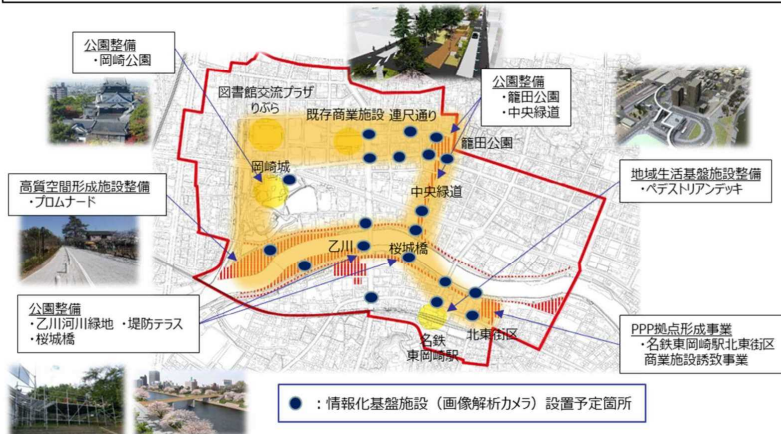 公園整備
・岡崎公園
図書館交流プラザ
りぶら
既存商業施設
連尺通り
公園整備
・籠田公園
・中央緑道
籠田公園
岡崎城
中央緑道
地域生活基盤施設整備
・ペデストリアンデッキ
高質空間形成施設整備
・プロムナード
乙川
桜城橋
公園整備
・乙川河川緑地 ・堤防テラス
・桜城橋
名鉄
東岡崎駅
北東街区
PPP拠点形成事業
・名鉄東岡崎駅北東街区
商業施設誘致事業
：情報化基盤施設（画像解析カメラ）設置予定箇所